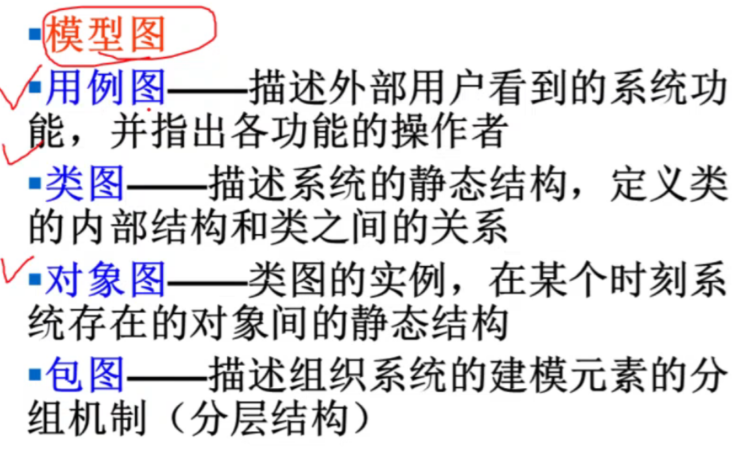 ▪模型图
▪用例图——描述外部用户看到的系统功
能，并指出各功能的操作者
▪类图——描述系统的静态结构，定义类
的内部结构和类之间的关系
▪对象图——类图的实例，在某个时刻系
统存在的对象间的静态结构
▪包图——描述组织系统的建模元素的分
组机制（分层结构）